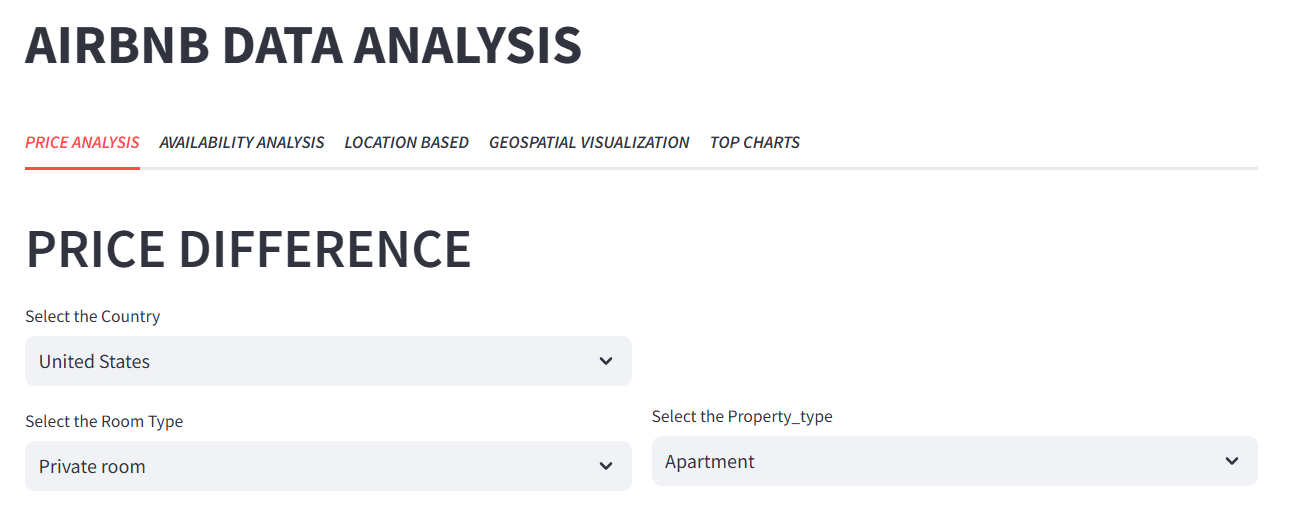 AIRBNB DATA ANALYSIS
PRICE ANALYSIS AVAILABILITY ANALYSIS LOCATION BASED GEOSPATIAL VISUALIZATION TOP CHARTS
PRICE DIFFERENCE
Select the Country
United States
Select the Room Type
Private room
Select the Property_type
Apartment